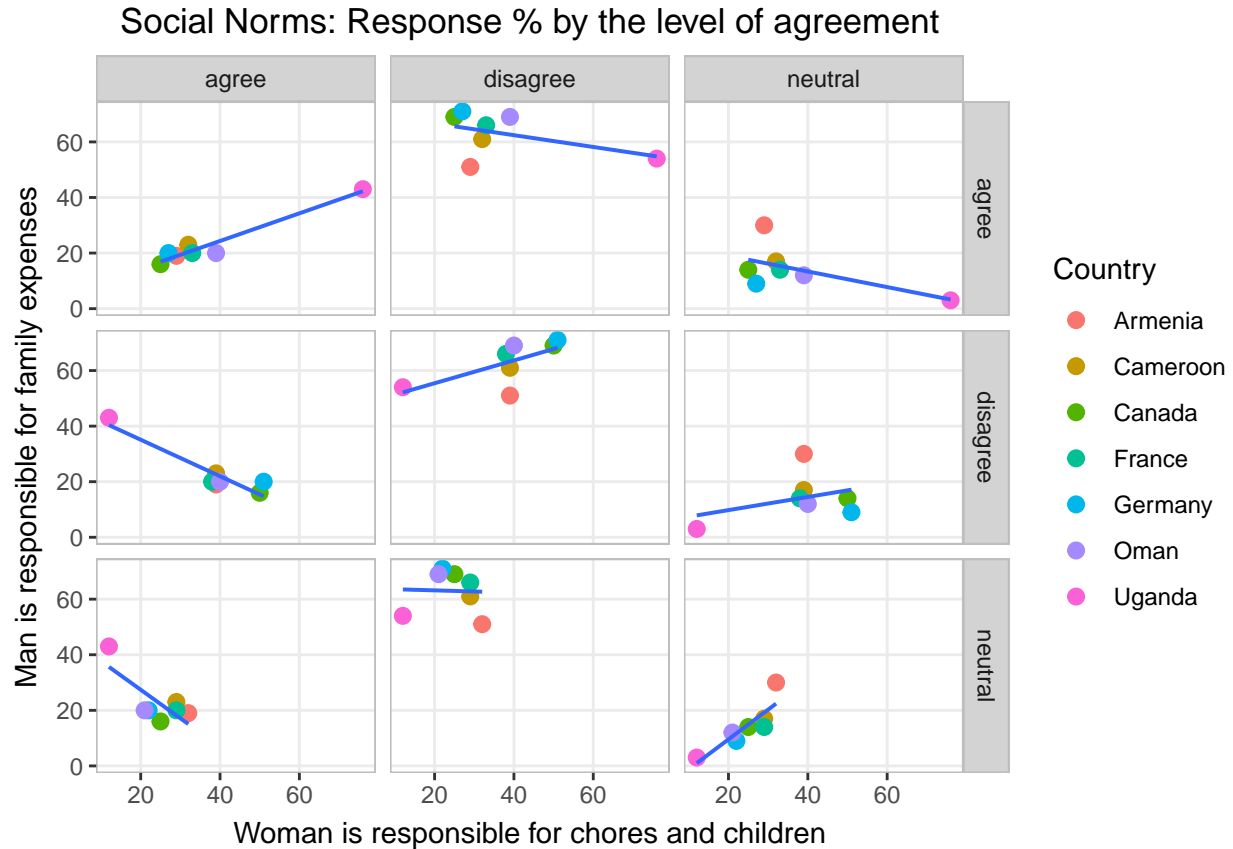 Social Norms: Response % by the level of agreement
agree
disagree
neutral
60
40
20
0
agree
60
40
20
0
disagree
60
40
20
0
neutral
20
40
60
20
40
60
20
40
60
Man is responsible for family expenses
Woman is responsible for chores and children
Country
Armenia
Cameroon
Canada
France
Germany
Oman
Uganda